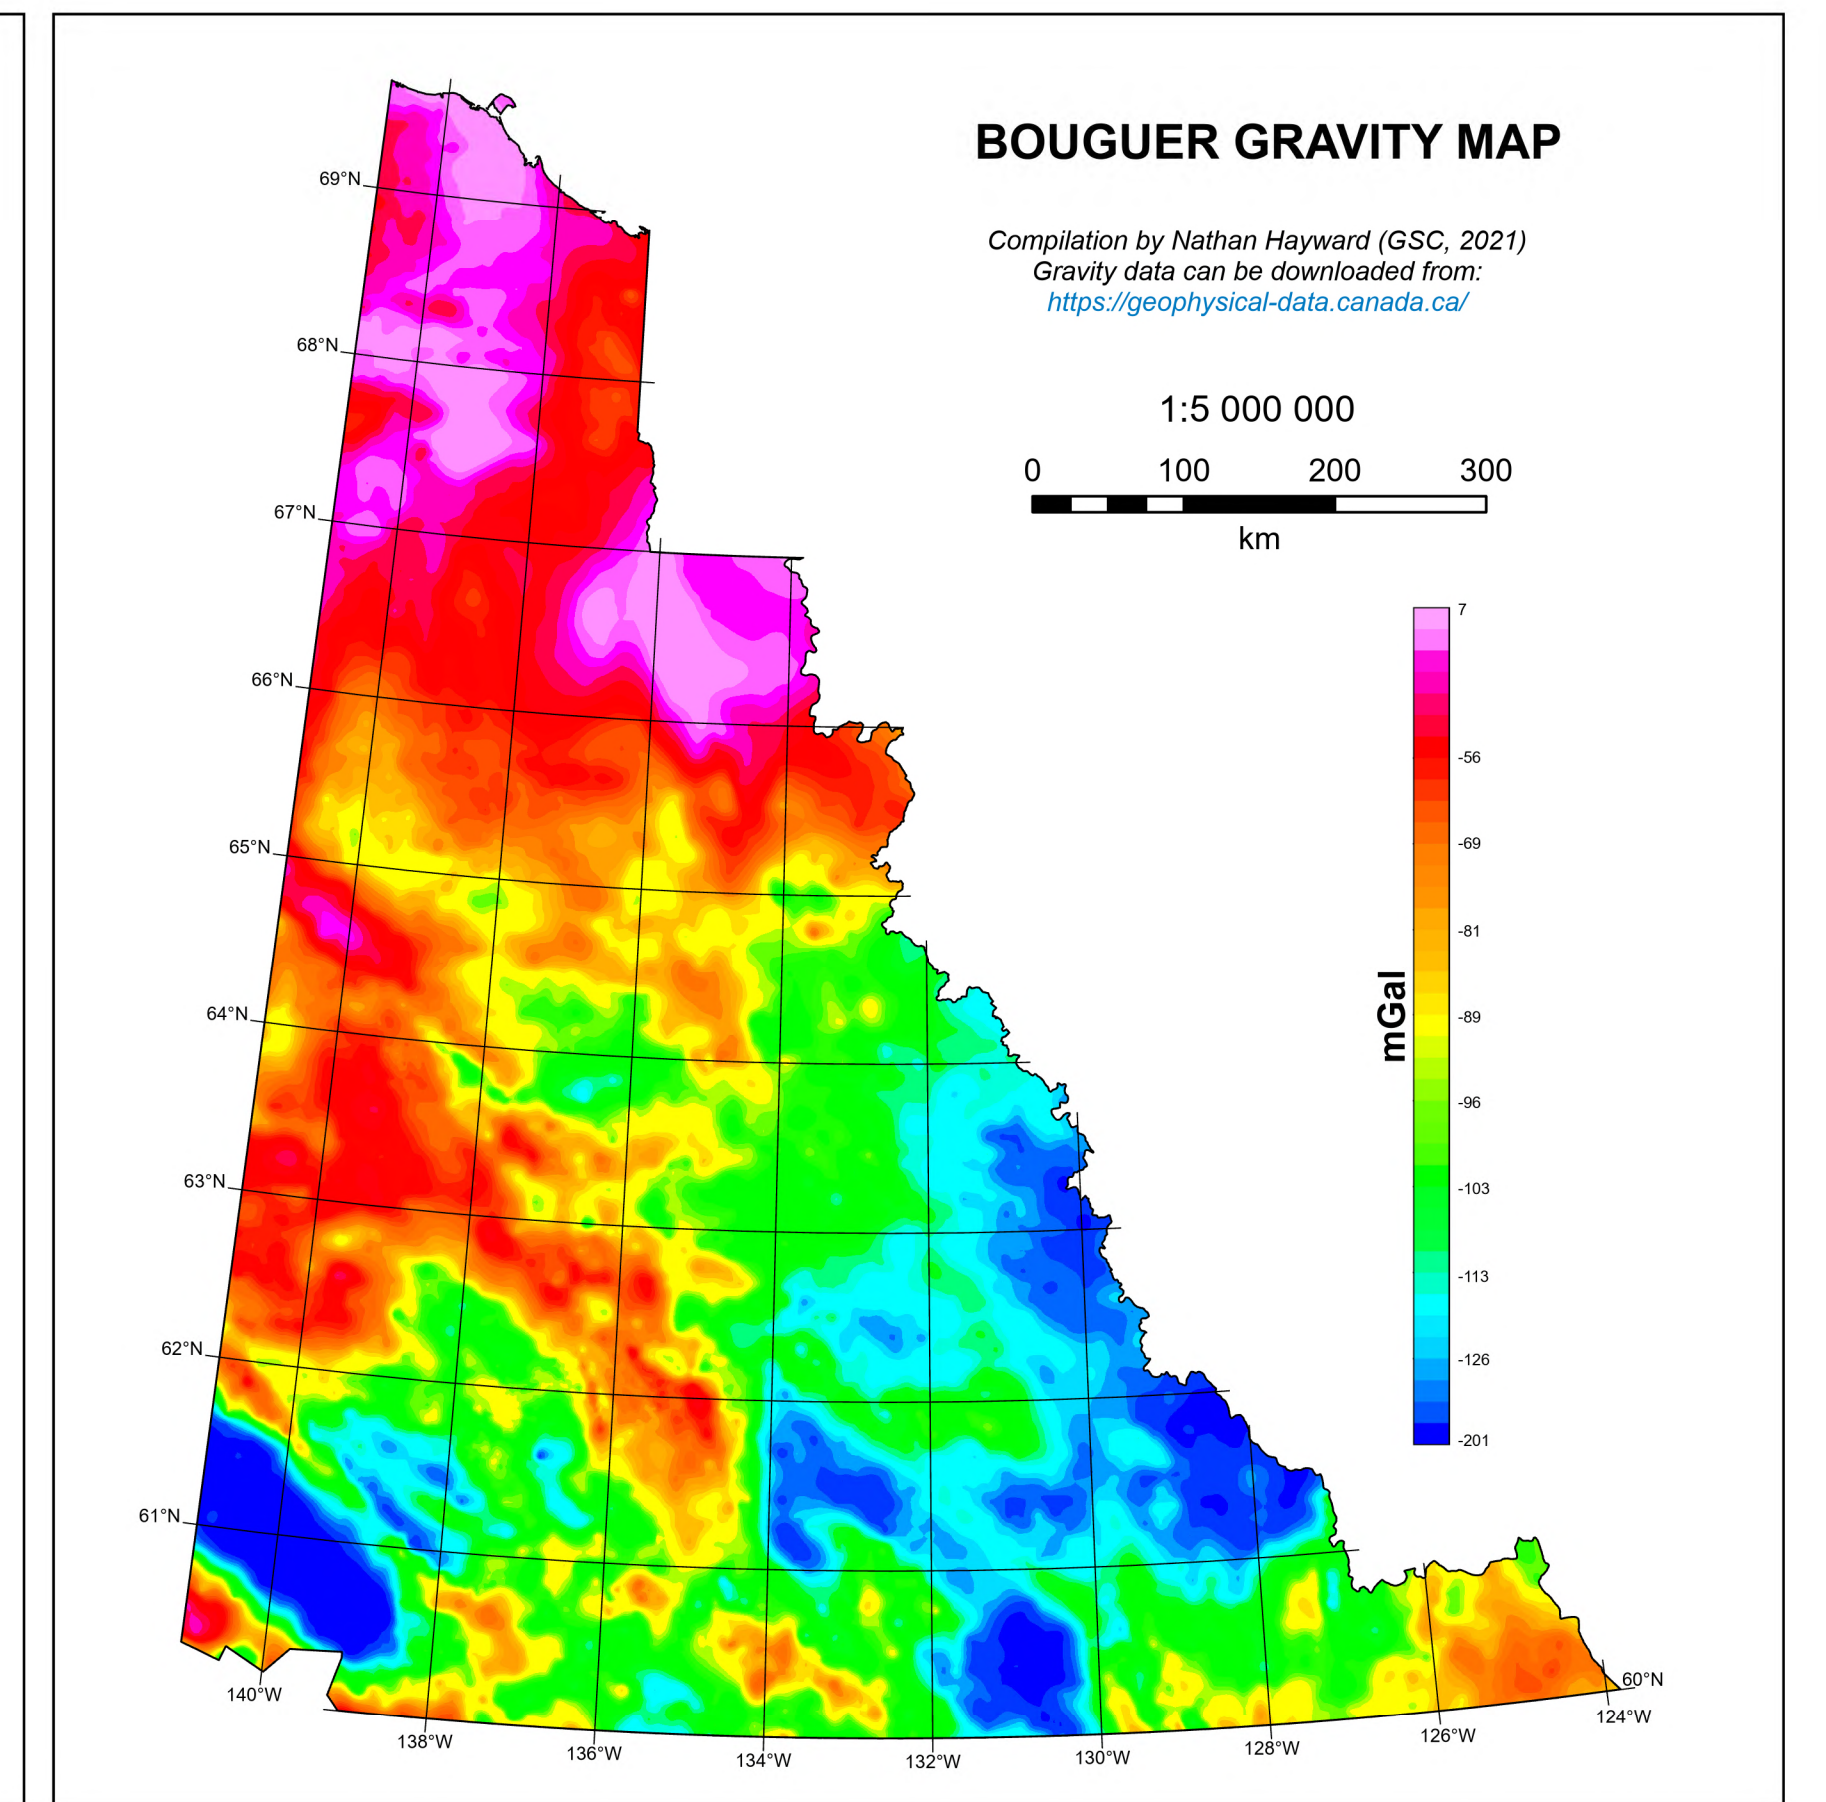 BOUGUER GRAVITY MAP
Compilation by Nathan Hayward (GSC, 2021)
Gravity data can be downloaded from:
https://geophysical-data.canada.ca/
1:5 000 000
0 100 200 300
km
69°N
68°N
67°N
66°N
65°N
64°N
63°N
62°N
61°N
60°N
140°W
138°W
136°W
134°W
132°W
130°W
128°W
126°W
124°W
mGal
7
-56
-69
-81
-89
-96
-103
-113
-126
-201